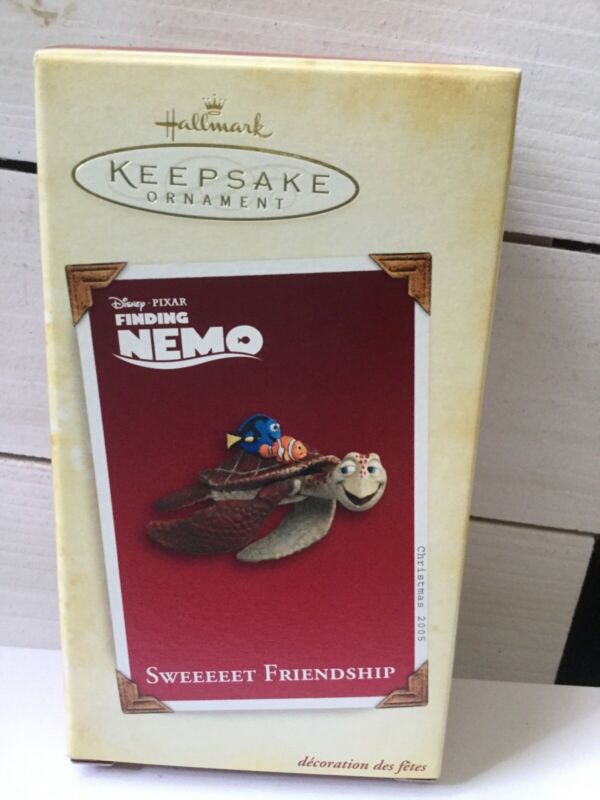 Hallmark
KEEPSAKE
ORNAMENT
Disney · PIXAR
FINDING
NEMO
Christmas 2005
SWEEEEET FRIENDSHIP
décoration des fêtes